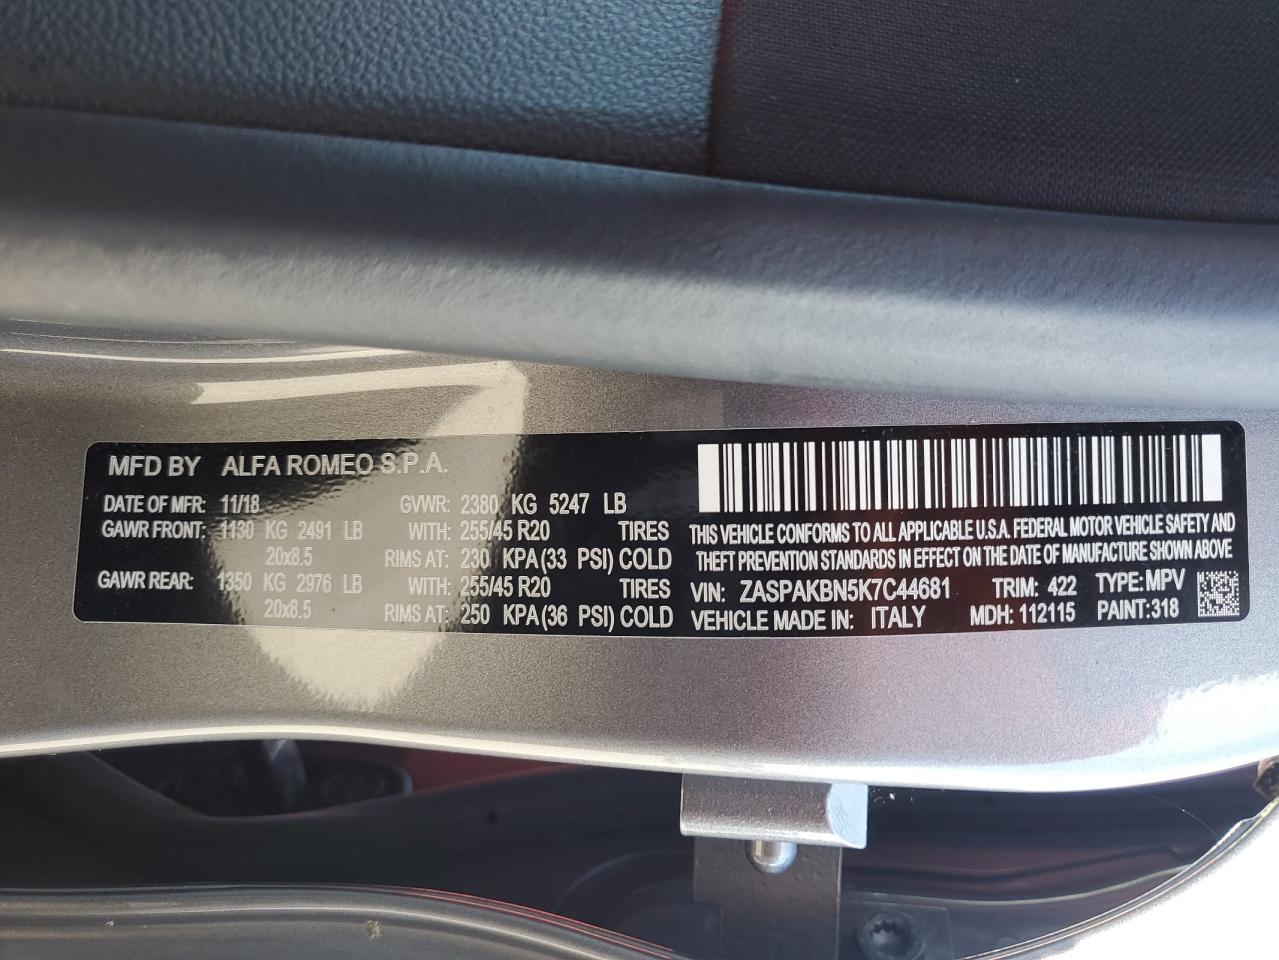 MFD BY ALFA ROMEO S.P.A.
DATE OF MFR: 11/18 GVWR: 2380 KG 5247 LB
GAWR FRONT: 1130 KG 2491 LB WITH: 255/45 R20 TIRES
20x8.5 RIMS AT: 230 KPA(33 PSI) COLD
GAWR REAR: 1350 KG 2976 LB WITH: 255/45 R20 TIRES
20x8.5 RIMS AT: 250 KPA(36 PSI) COLD
THIS VEHICLE CONFORMS TO ALL APPLICABLE U.S.A. FEDERAL MOTOR VEHICLE SAFETY AND
THEFT PREVENTION STANDARDS IN EFFECT ON THE DATE OF MANUFACTURE SHOWN ABOVE
VIN: ZASPAKBN5K7C44681 TRIM: 422 TYPE: MPV
VEHICLE MADE IN: ITALY MDH: 112115 PAINT: 318